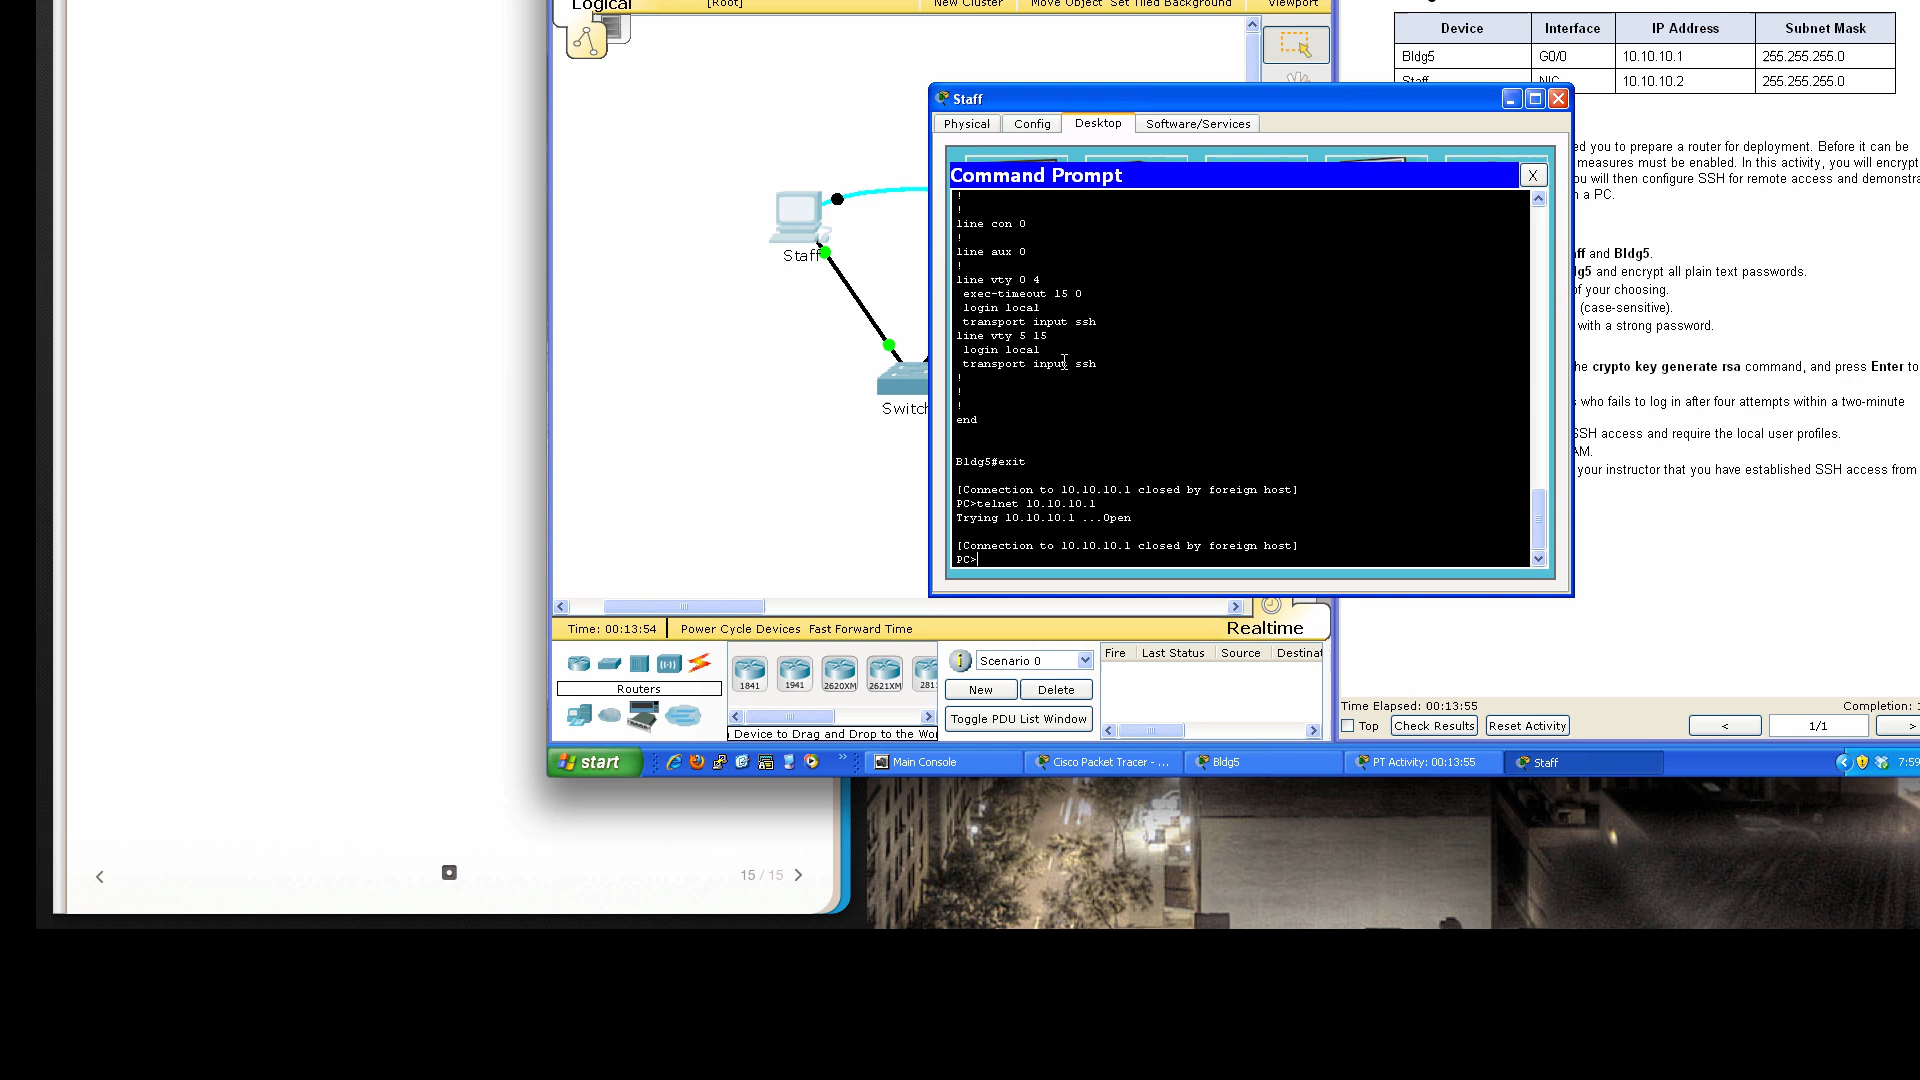 Logical
[Root]
New Cluster
Move Object
Set Tiled Background
Viewport
Device Interface IP Address Subnet Mask
Bldg5 G0/0 10.10.10.1 255.255.255.0
Staff NIC 10.10.10.2 255.255.255.0
Staff
Physical Config Desktop Software/Services
Command Prompt
X
!
!
line con 0
!
line aux 0
!
line vty 0 4
exec-timeout 15 0
login local
transport input ssh
line vty 5 15
login local
transport input ssh
!
!
!
end
Bldg5#exit
[Connection to 10.10.10.1 closed by foreign host]
PC>telnet 10.10.10.1
Trying 10.10.10.1 ...Open
[Connection to 10.10.10.1 closed by foreign host]
PC>
ed you to prepare a router for deployment. Before it can be
measures must be enabled. In this activity, you will encrypt
ou will then configure SSH for remote access and demonstra
n a PC.
ff and Bldg5.
lg5 and encrypt all plain text passwords.
of your choosing.
(case-sensitive).
with a strong password.
he crypto key generate rsa command, and press Enter to
who fails to log in after four attempts within a two-minute
SSH access and require the local user profiles.
AM.
your instructor that you have established SSH access from
Staff
Switch
Time: 00:13:54 Power Cycle Devices Fast Forward Time
Realtime
Routers
1841 1941 2620XM 2621XM 281
Device to Drag and Drop to the Wo
Scenario 0
New Delete
Toggle PDU List Window
Fire Last Status Source Destinat
Time Elapsed: 00:13:55
Completion:
Top Check Results Reset Activity < 1/1 >
start
Main Console
Cisco Packet Tracer - ...
Bldg5
PT Activity: 00:13:55
Staff
7:59
15 / 15